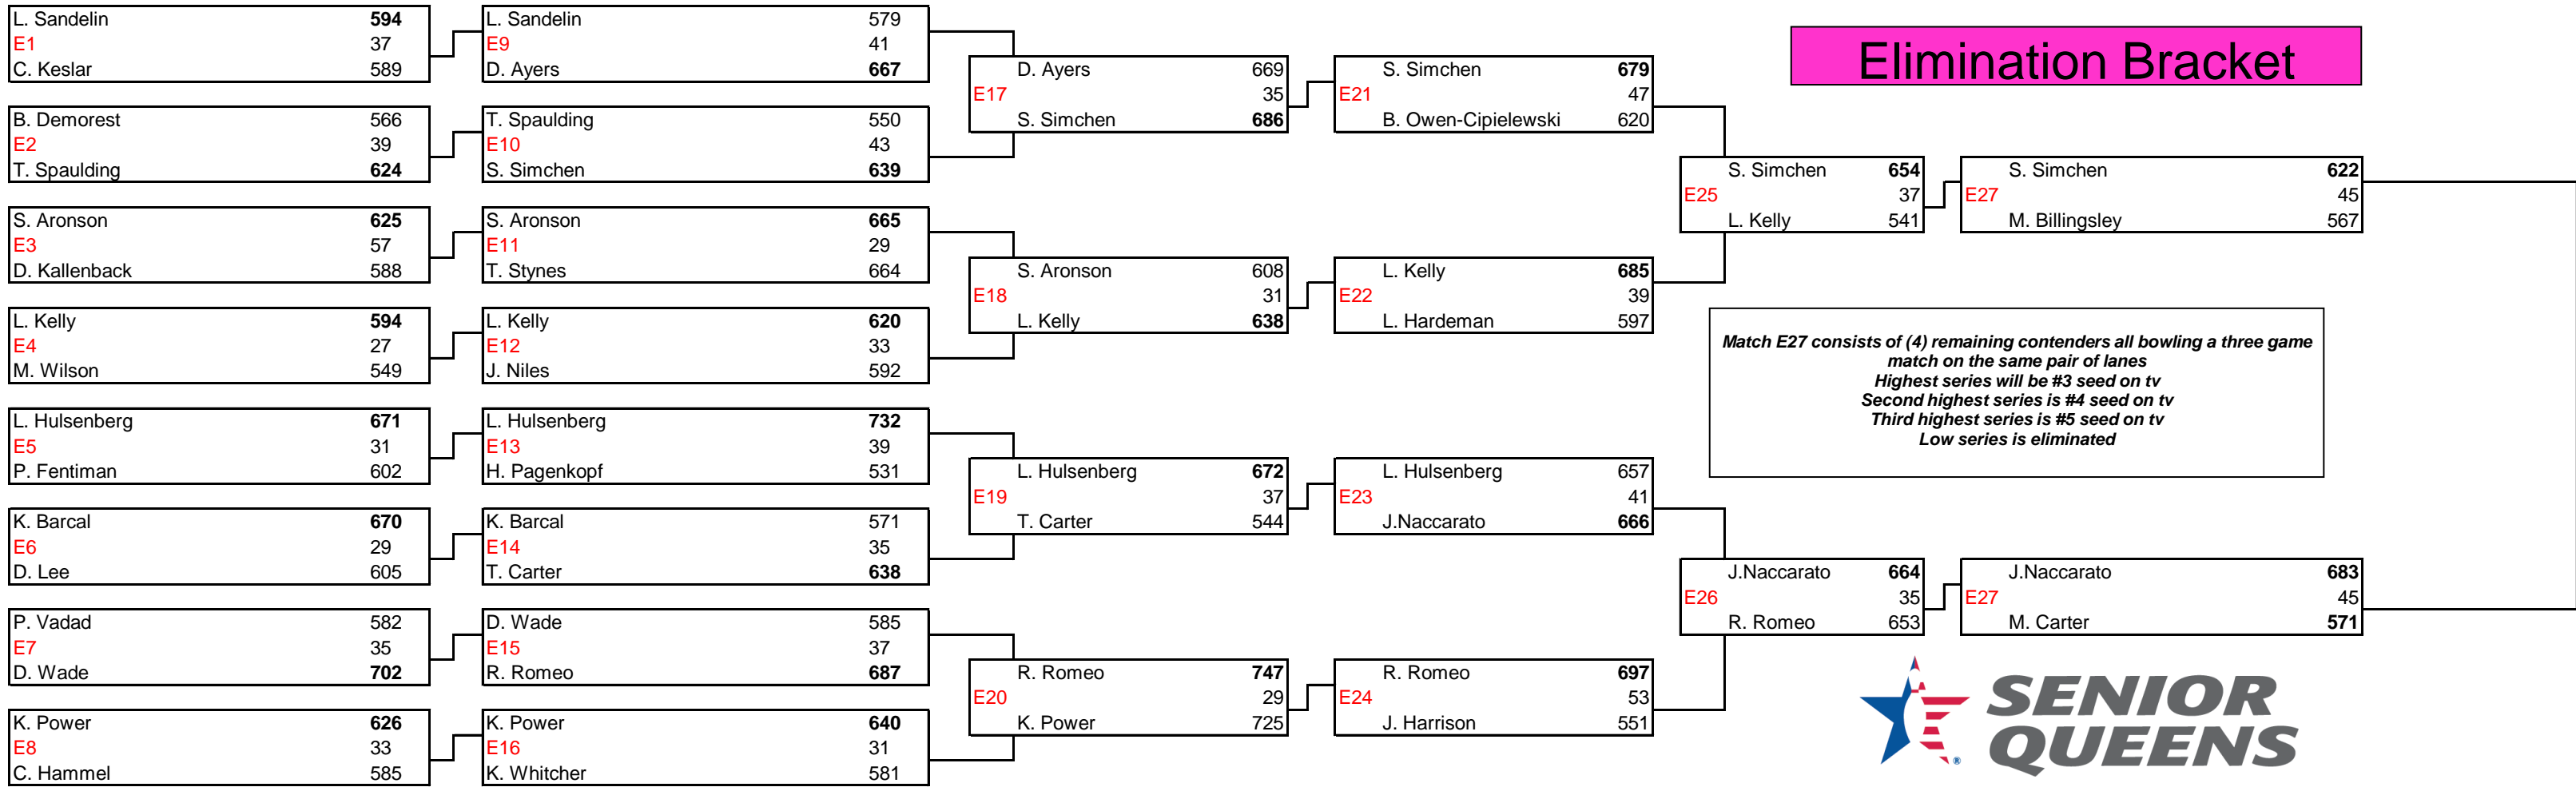 Elimination Bracket
L. Sandelin 594
E1 37
C. Keslar 589
B. Demorest 566
E2 39
T. Spaulding 624
S. Aronson 625
E3 57
D. Kallenback 588
L. Kelly 594
E4 27
M. Wilson 549
L. Hulsenberg 671
E5 31
P. Fentiman 602
K. Barcal 670
E6 29
D. Lee 605
P. Vadad 582
E7 35
D. Wade 702
K. Power 626
E8 33
C. Hammel 585
L. Sandelin 579
E9 41
D. Ayers 667
T. Spaulding 550
E10 43
S. Simchen 639
S. Aronson 665
E11 29
T. Stynes 664
L. Kelly 620
E12 33
J. Niles 592
L. Hulsenberg 732
E13 39
H. Pagenkopf 531
K. Barcal 571
E14 35
T. Carter 638
D. Wade 585
E15 37
R. Romeo 687
K. Power 640
E16 31
K. Whitcher 581
D. Ayers 669
E17 35
S. Simchen 686
S. Aronson 608
E18 31
L. Kelly 638
L. Hulsenberg 672
E19 37
T. Carter 544
R. Romeo 747
E20 29
K. Power 725
S. Simchen 679
E21 47
B. Owen-Cipielewski 620
L. Kelly 685
E22 39
L. Hardeman 597
L. Hulsenberg 657
E23 41
J.Naccarato 666
R. Romeo 697
E24 53
J. Harrison 551
S. Simchen 654
E25 37
L. Kelly 541
J.Naccarato 664
E26 35
R. Romeo 653
S. Simchen 622
E27 45
M. Billingsley 567
Match E27 consists of (4) remaining contenders all bowling a three game
match on the same pair of lanes
Highest series will be #3 seed on tv
Second highest series is #4 seed on tv
Third highest series is #5 seed on tv
Low series is eliminated
J.Naccarato 683
E27 45
M. Carter 571
SENIOR
QUEENS
®